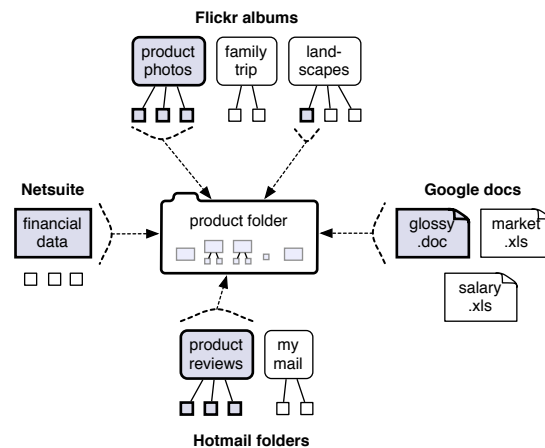 Flickr albums
product
photos
family
trip
land-
scapes
Netsuite
financial
data
product folder
Google docs
glossy
.doc
market
.xls
salary
.xls
product
reviews
my
mail
Hotmail folders